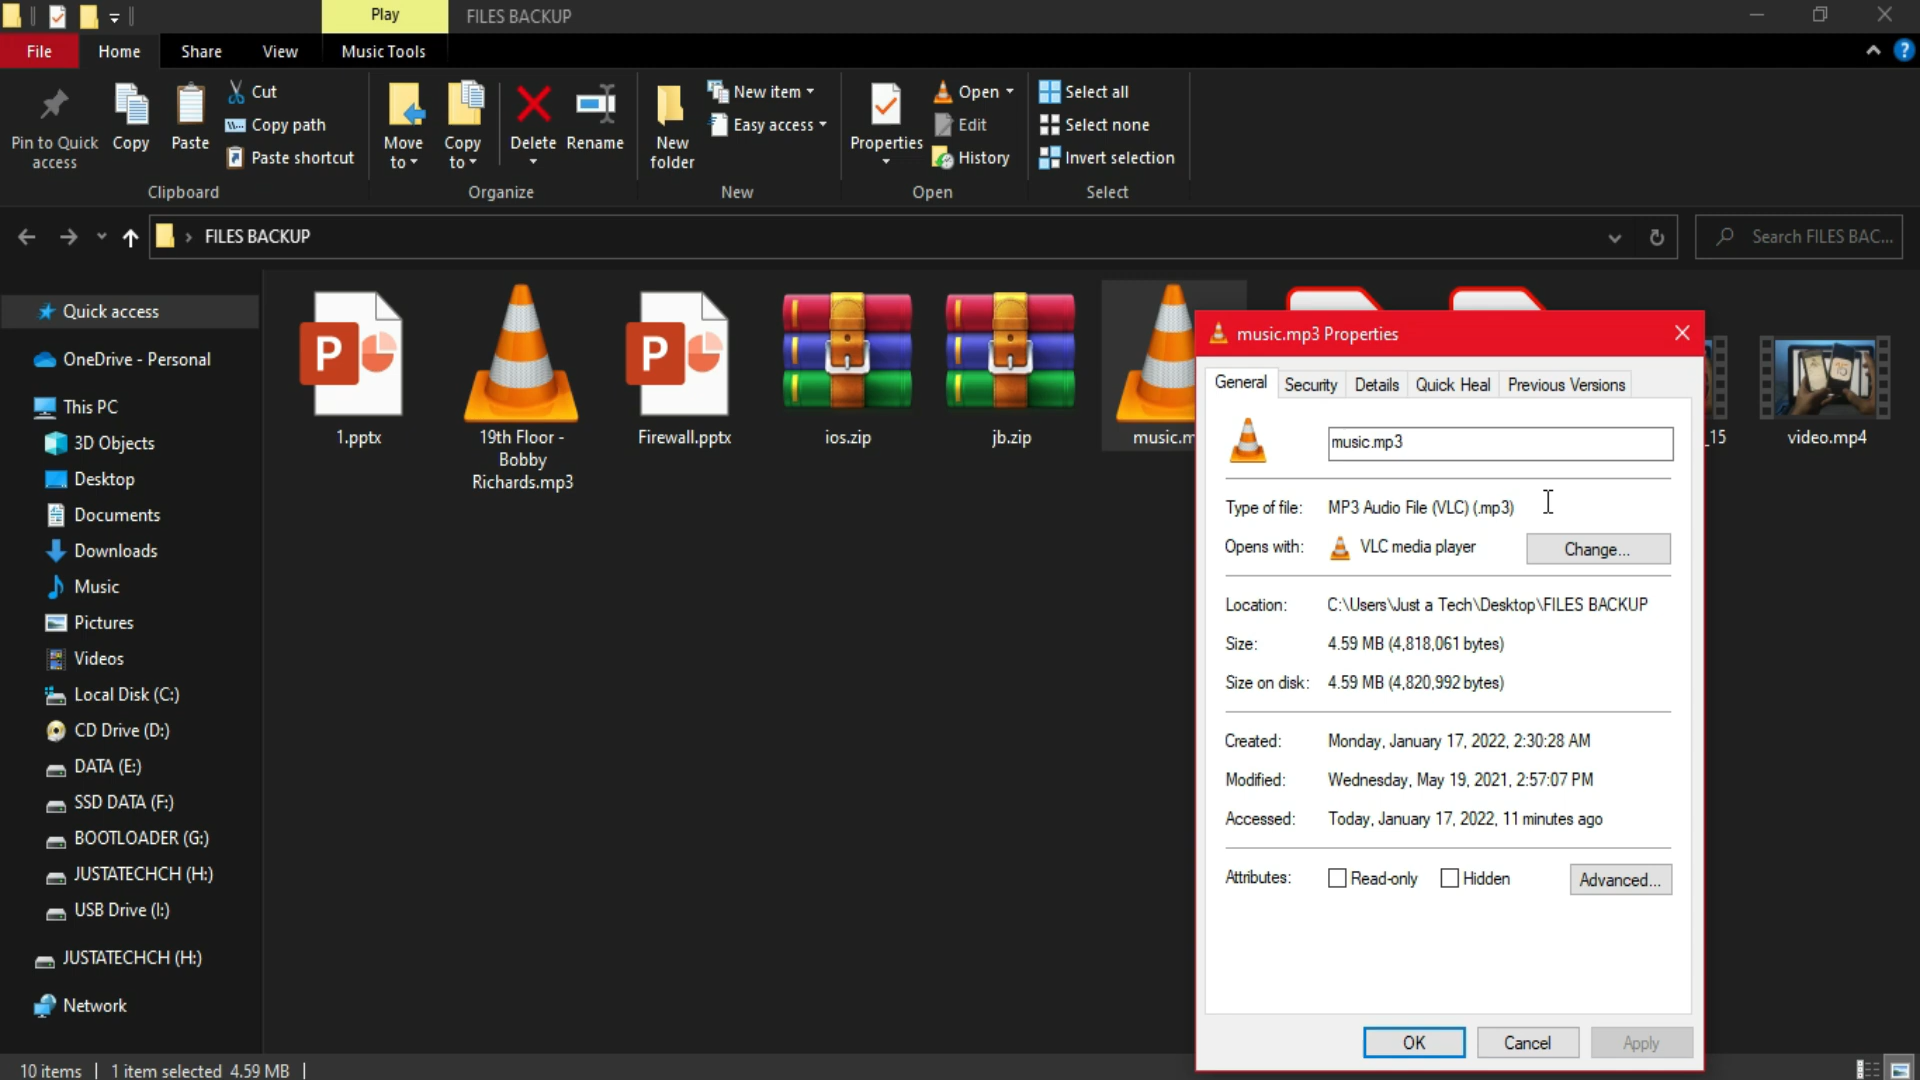 Play
FILES BACKUP
File
Home
Share
View
Music Tools
Pin to Quick
access
Copy
Paste
Cut
Copy path
Paste shortcut
Clipboard
Move
to
Copy
to
Delete
Rename
Organize
New
folder
New item
Easy access
New
Properties
Open
Edit
History
Open
Select all
Select none
Invert selection
Select
FILES BACKUP
Search FILES BAC...
Quick access
OneDrive - Personal
This PC
3D Objects
Desktop
Documents
Downloads
Music
Pictures
Videos
Local Disk (C:)
CD Drive (D:)
DATA (E:)
SSD DATA (F:)
BOOTLOADER (G:)
JUSTATECHCH (H:)
USB Drive (I:)
JUSTATECHCH (H:)
Network
1.pptx
19th Floor -
Bobby
Richards.mp3
Firewall.pptx
ios.zip
jb.zip
music.m
_15
video.mp4
music.mp3 Properties
General
Security
Details
Quick Heal
Previous Versions
music.mp3
Type of file: MP3 Audio File (VLC) (.mp3)
Opens with: VLC media player
Change...
Location: C:\Users\Just a Tech\Desktop\FILES BACKUP
Size: 4.59 MB (4,818,061 bytes)
Size on disk: 4.59 MB (4,820,992 bytes)
Created: Monday, January 17, 2022, 2:30:28 AM
Modified: Wednesday, May 19, 2021, 2:57:07 PM
Accessed: Today, January 17, 2022, 11 minutes ago
Attributes: Read-only Hidden
Advanced...
OK
Cancel
Apply
10 items
1 item selected 4.59 MB